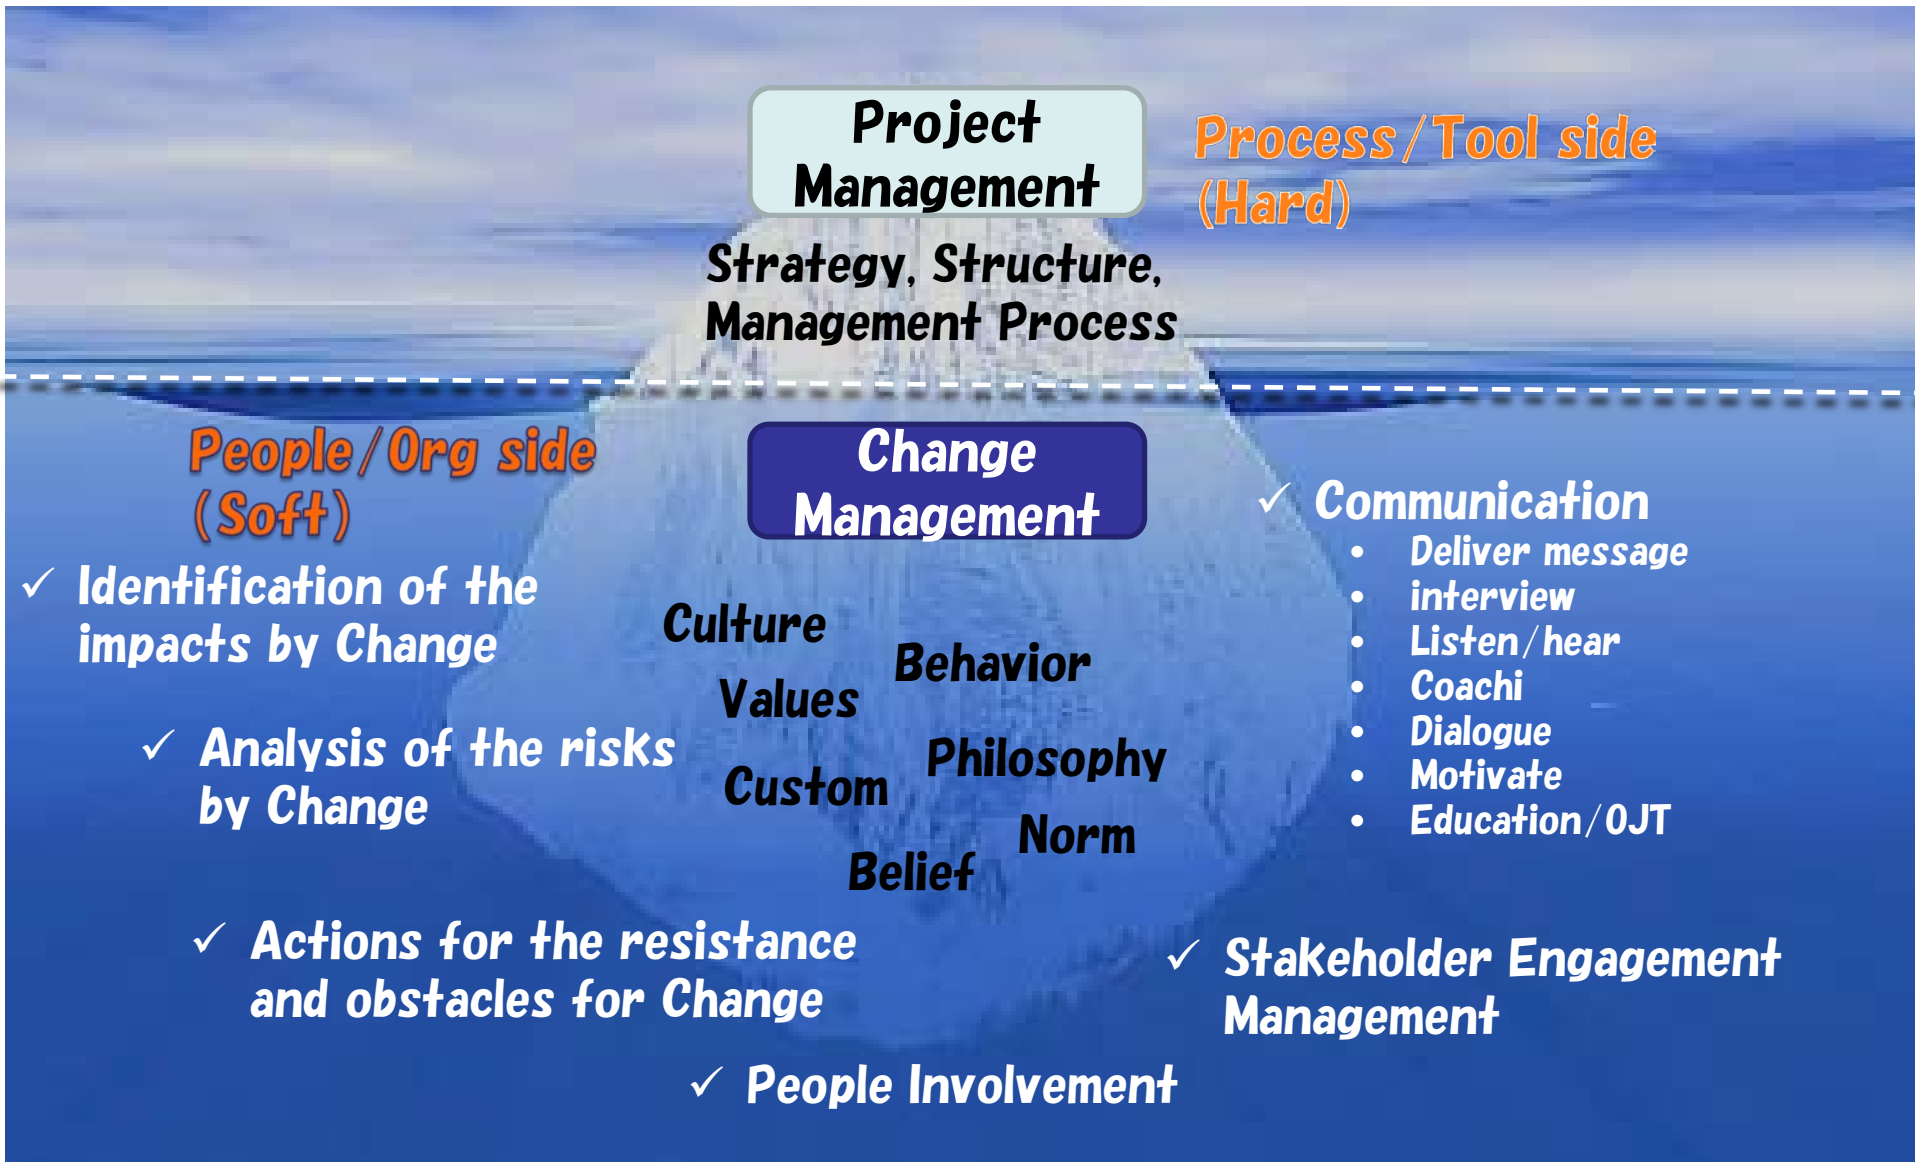 Project
Management
Process/Tool side
(Hard)
Strategy, Structure,
Management Process
People/Org side
(Soft)
Change
Management
✓ Identification of the
impacts by Change
✓ Analysis of the risks
by Change
✓ Actions for the resistance
and obstacles for Change
Culture
Behavior
Values
Philosophy
Custom
Norm
Belief
✓ Communication
• Deliver message
• interview
• Listen/hear
• Coachi
• Dialogue
• Motivate
• Education/OJT
✓ Stakeholder Engagement
Management
✓ People Involvement